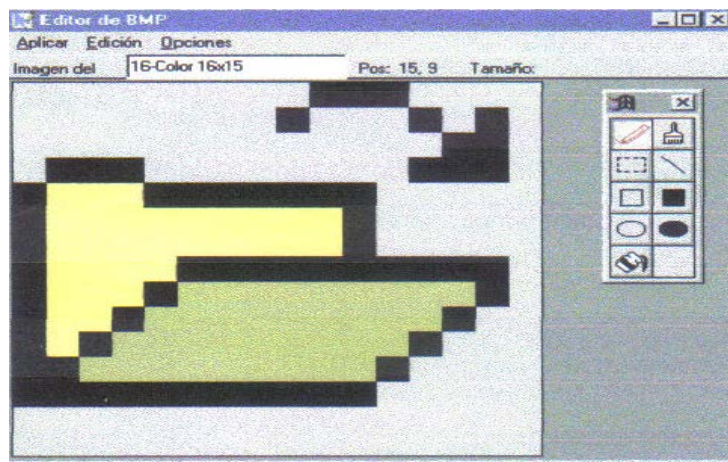 Editor de BMP
Aplicar Edición Opciones
Imagen del 16-Color 16x15 Pos: 15, 9 Tamaño: